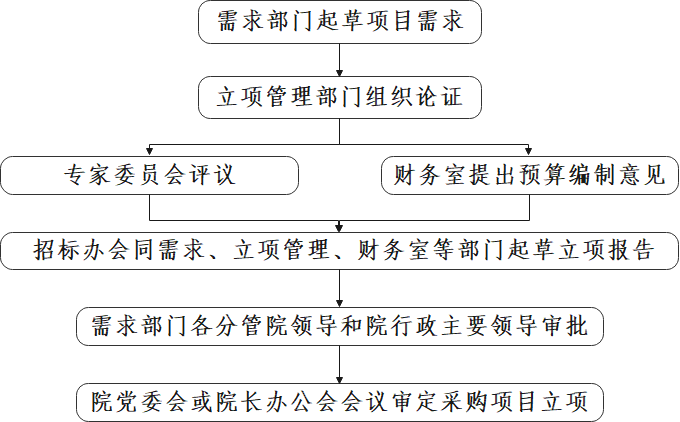 需求部门起草项目需求
立项管理部门组织论证
专家委员会评议
财务室提出预算编制意见
招标办会同需求、立项管理、财务室等部门起草立项报告
需求部门各分管院领导和院行政主要领导审批
院党委会或院长办公会会议审定采购项目立项